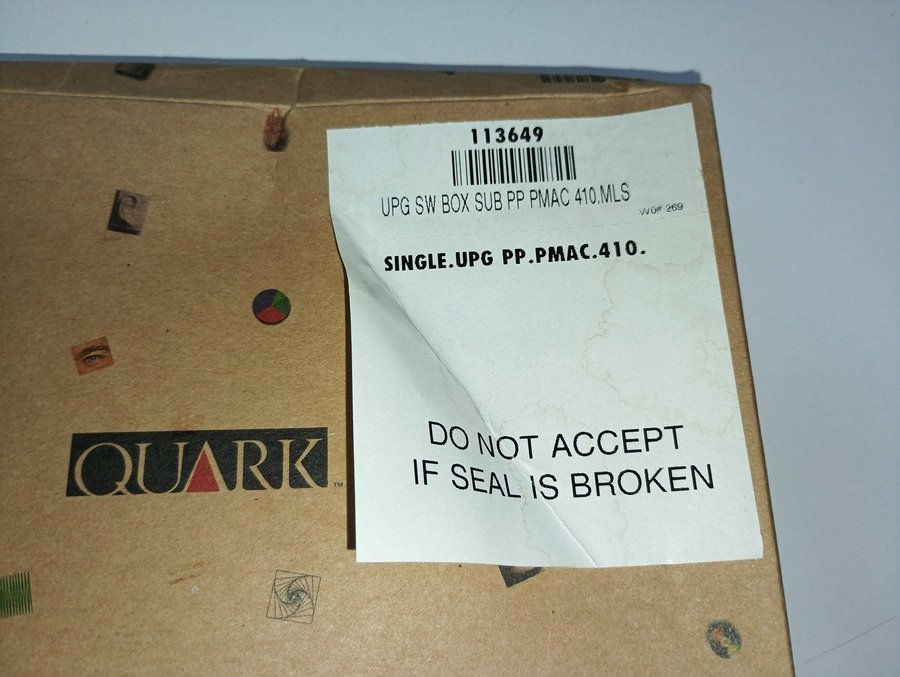 113649
UPG SW BOX SUB PP PMAC 410.MLS
WO# 269
SINGLE.UPG PP.PMAC.410.
QUARK™
DO NOT ACCEPT
IF SEAL IS BROKEN